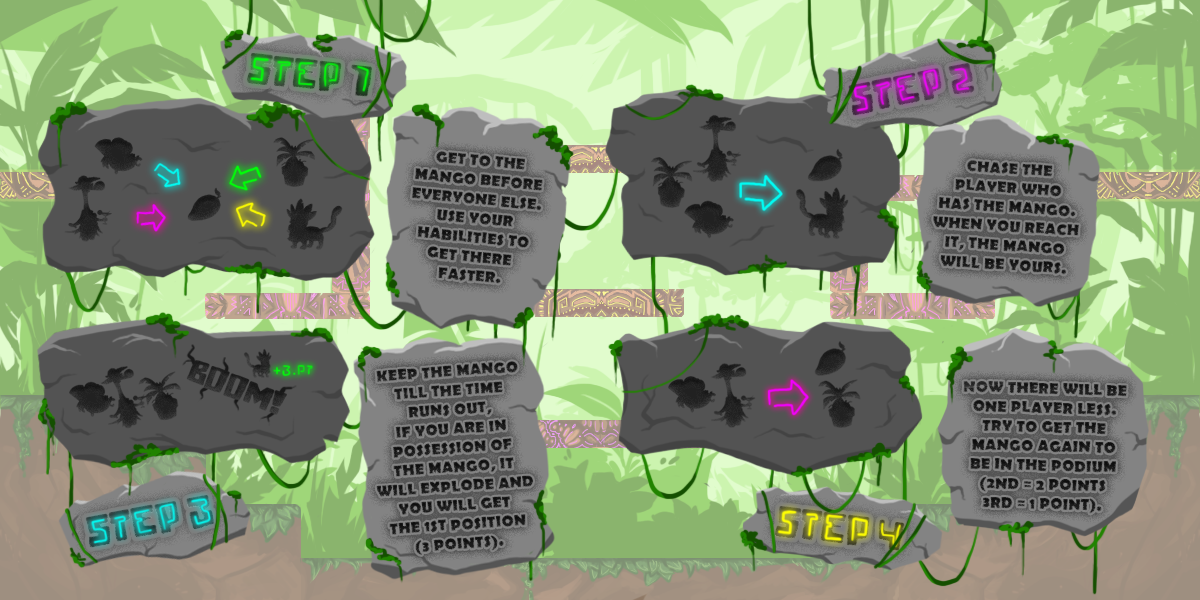 STEP 1
GET TO THE
MANGO BEFORE
EVERYONE ELSE.
USE YOUR
HABILITIES TO
GET THERE
FASTER.
STEP 2
CHASE THE
PLAYER WHO
HAS THE MANGO.
WHEN YOU REACH
IT, THE MANGO
WILL BE YOURS.
STEP 3
BOOM!
+3.PT
KEEP THE MANGO
TILL THE TIME
RUNS OUT,
IF YOU ARE IN
POSSESSION OF
THE MANGO, IT
WILL EXPLODE AND
YOU WILL GET
THE 1ST POSITION
(3 POINTS).
STEP 4
NOW THERE WILL BE
ONE PLAYER LESS.
TRY TO GET THE
MANGO AGAIN TO
BE IN THE PODIUM
(2ND = 2 POINTS
3RD = 1 POINT).